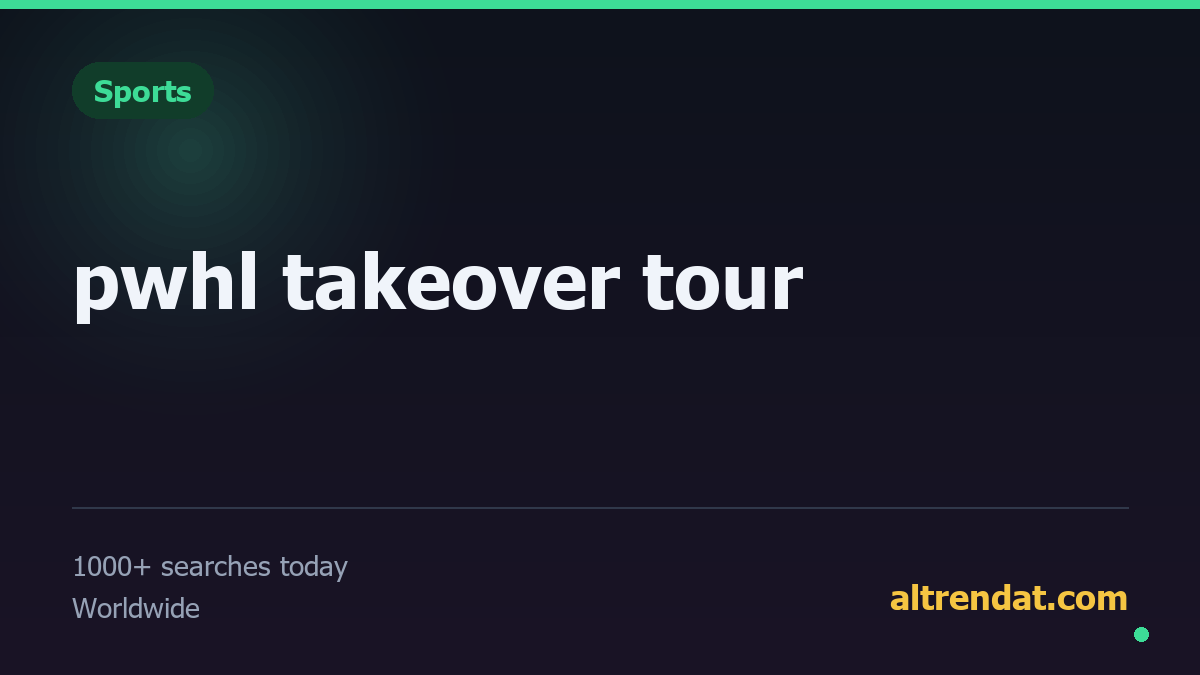 Sports
pwhl takeover tour
1000+ searches today
Worldwide
altrendat.com